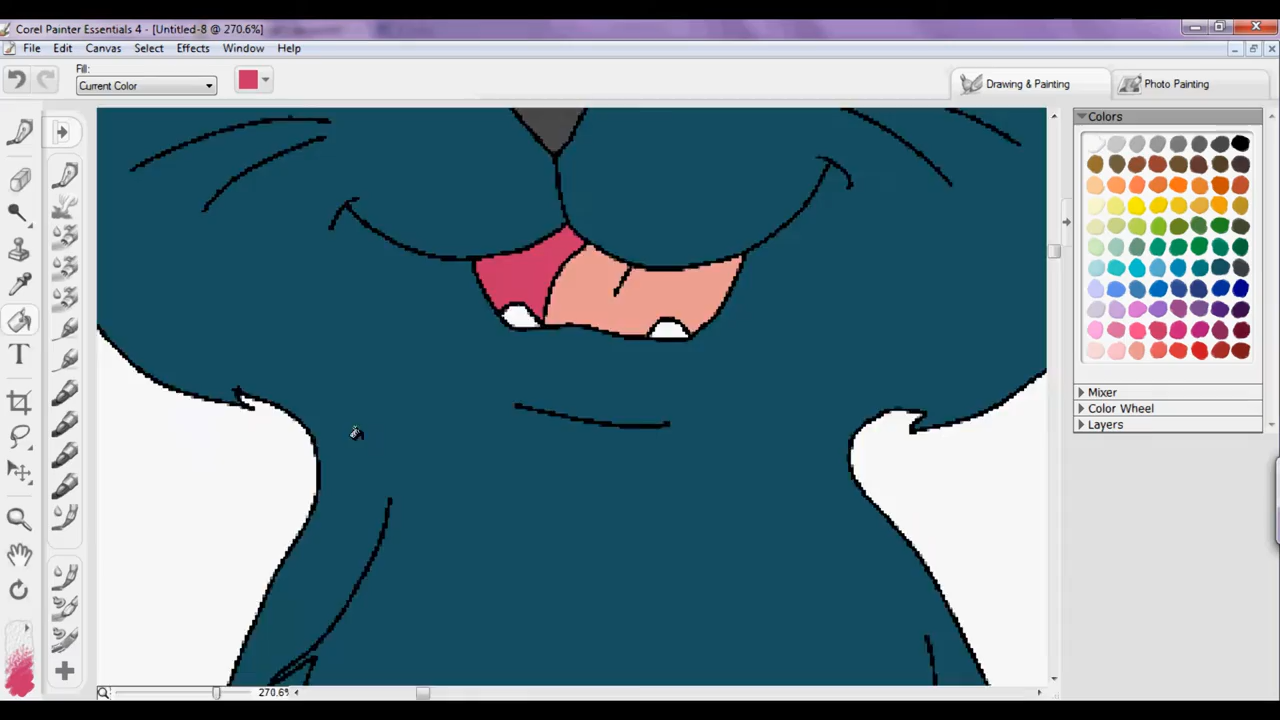 Corel Painter Essentials 4 - [Untitled-8 @ 270.6%]
File Edit Canvas Select Effects Window Help
Fill:
Current Color
Drawing & Painting
Photo Painting
Colors
Mixer
Color Wheel
Layers
270.6%